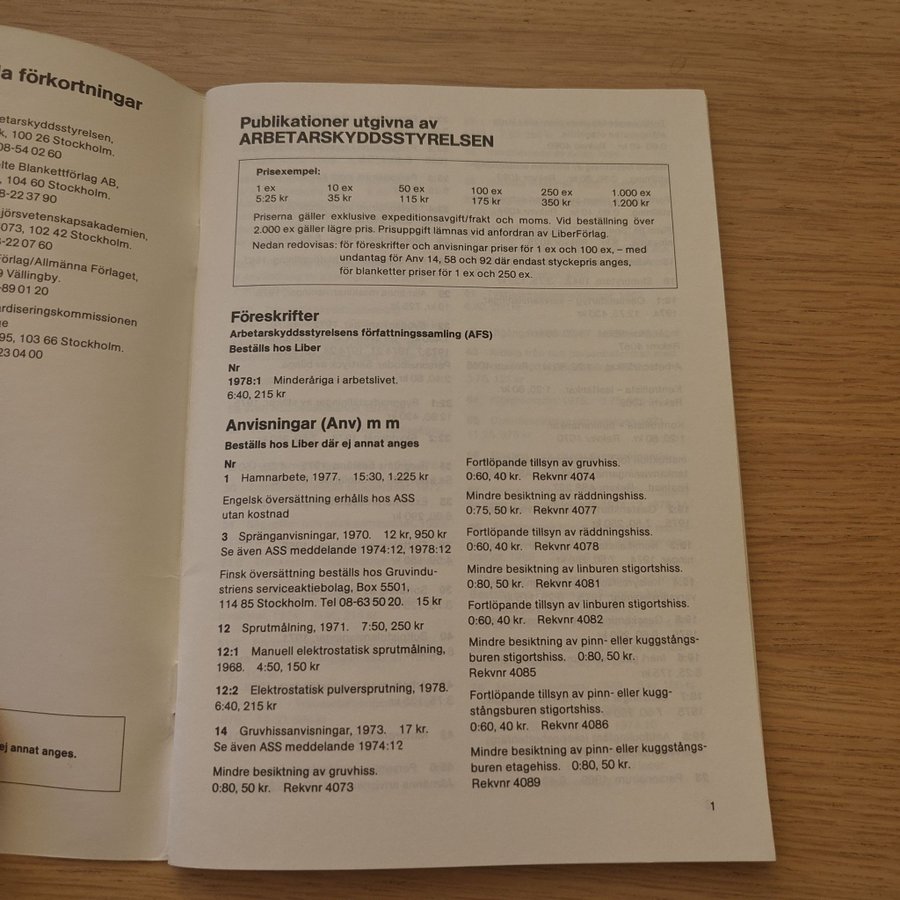 a förkortningar
etarskyddsstyrelsen,
k, 100 26 Stockholm.
08-54 02 60
lte Blankettförlag AB,
, 104 60 Stockholm.
8-22 37 90
jörsvetenskapsakademien,
5073, 102 42 Stockholm.
-22 07 60
Förlag/Allmänna Förlaget,
9 Vällingby.
-89 01 20
rdiseringskommissionen
ge
95, 103 66 Stockholm.
23 04 00
ej annat anges.
Publikationer utgivna av
ARBETARSKYDDSSTYRELSEN
Prisexempel:
1 ex 10 ex 50 ex 100 ex 250 ex 1.000 ex
5:25 kr 35 kr 115 kr 175 kr 350 kr 1.200 kr
Priserna gäller exklusive expeditionsavgift/frakt och moms. Vid beställning över
2.000 ex gäller lägre pris. Prisuppgift lämnas vid anfordran av LiberFörlag.
Nedan redovisas: för föreskrifter och anvisningar priser för 1 ex och 100 ex, – med
undantag för Anv 14, 58 och 92 där endast styckepris anges,
för blanketter priser för 1 ex och 250 ex.
Föreskrifter
Arbetarskyddsstyrelsens författningssamling (AFS)
Beställs hos Liber
Nr
1978:1 Minderåriga i arbetslivet.
6:40, 215 kr
Anvisningar (Anv) m m
Beställs hos Liber där ej annat anges
Nr
1 Hamnarbete, 1977. 15:30, 1.225 kr
Engelsk översättning erhålls hos ASS
utan kostnad
3 Spränganvisningar, 1970. 12 kr, 950 kr
Se även ASS meddelande 1974:12, 1978:12
Finsk översättning beställs hos Gruvindu-
striens serviceaktiebolag, Box 5501,
114 85 Stockholm. Tel 08-63 50 20. 15 kr
12 Sprutmålning, 1971. 7:50, 250 kr
12:1 Manuell elektrostatisk sprutmålning,
1968. 4:50, 150 kr
12:2 Elektrostatisk pulversprutning, 1978.
6:40, 215 kr
14 Gruvhissanvisningar, 1973. 17 kr.
Se även ASS meddelande 1974:12
Mindre besiktning av gruvhiss.
0:80, 50 kr. Rekvnr 4073
Fortlöpande tillsyn av gruvhiss.
0:60, 40 kr. Rekvnr 4074
Mindre besiktning av räddningshiss.
0:75, 50 kr. Rekvnr 4077
Fortlöpande tillsyn av räddningshiss.
0:60, 40 kr. Rekvnr 4078
Mindre besiktning av linburen stigortshiss.
0:80, 50 kr. Rekvnr 4081
Fortlöpande tillsyn av linburen stigortshiss.
0:60, 40 kr. Rekvnr 4082
Mindre besiktning av pinn- eller kuggstångs-
buren stigortshiss. 0:80, 50 kr.
Rekvnr 4085
Fortlöpande tillsyn av pinn- eller kugg-
stångsburen stigortshiss.
0:60, 40 kr. Rekvnr 4086
Mindre besiktning av pinn- eller kuggstångs-
buren etagehiss. 0:80, 50 kr.
Rekvnr 4089
1